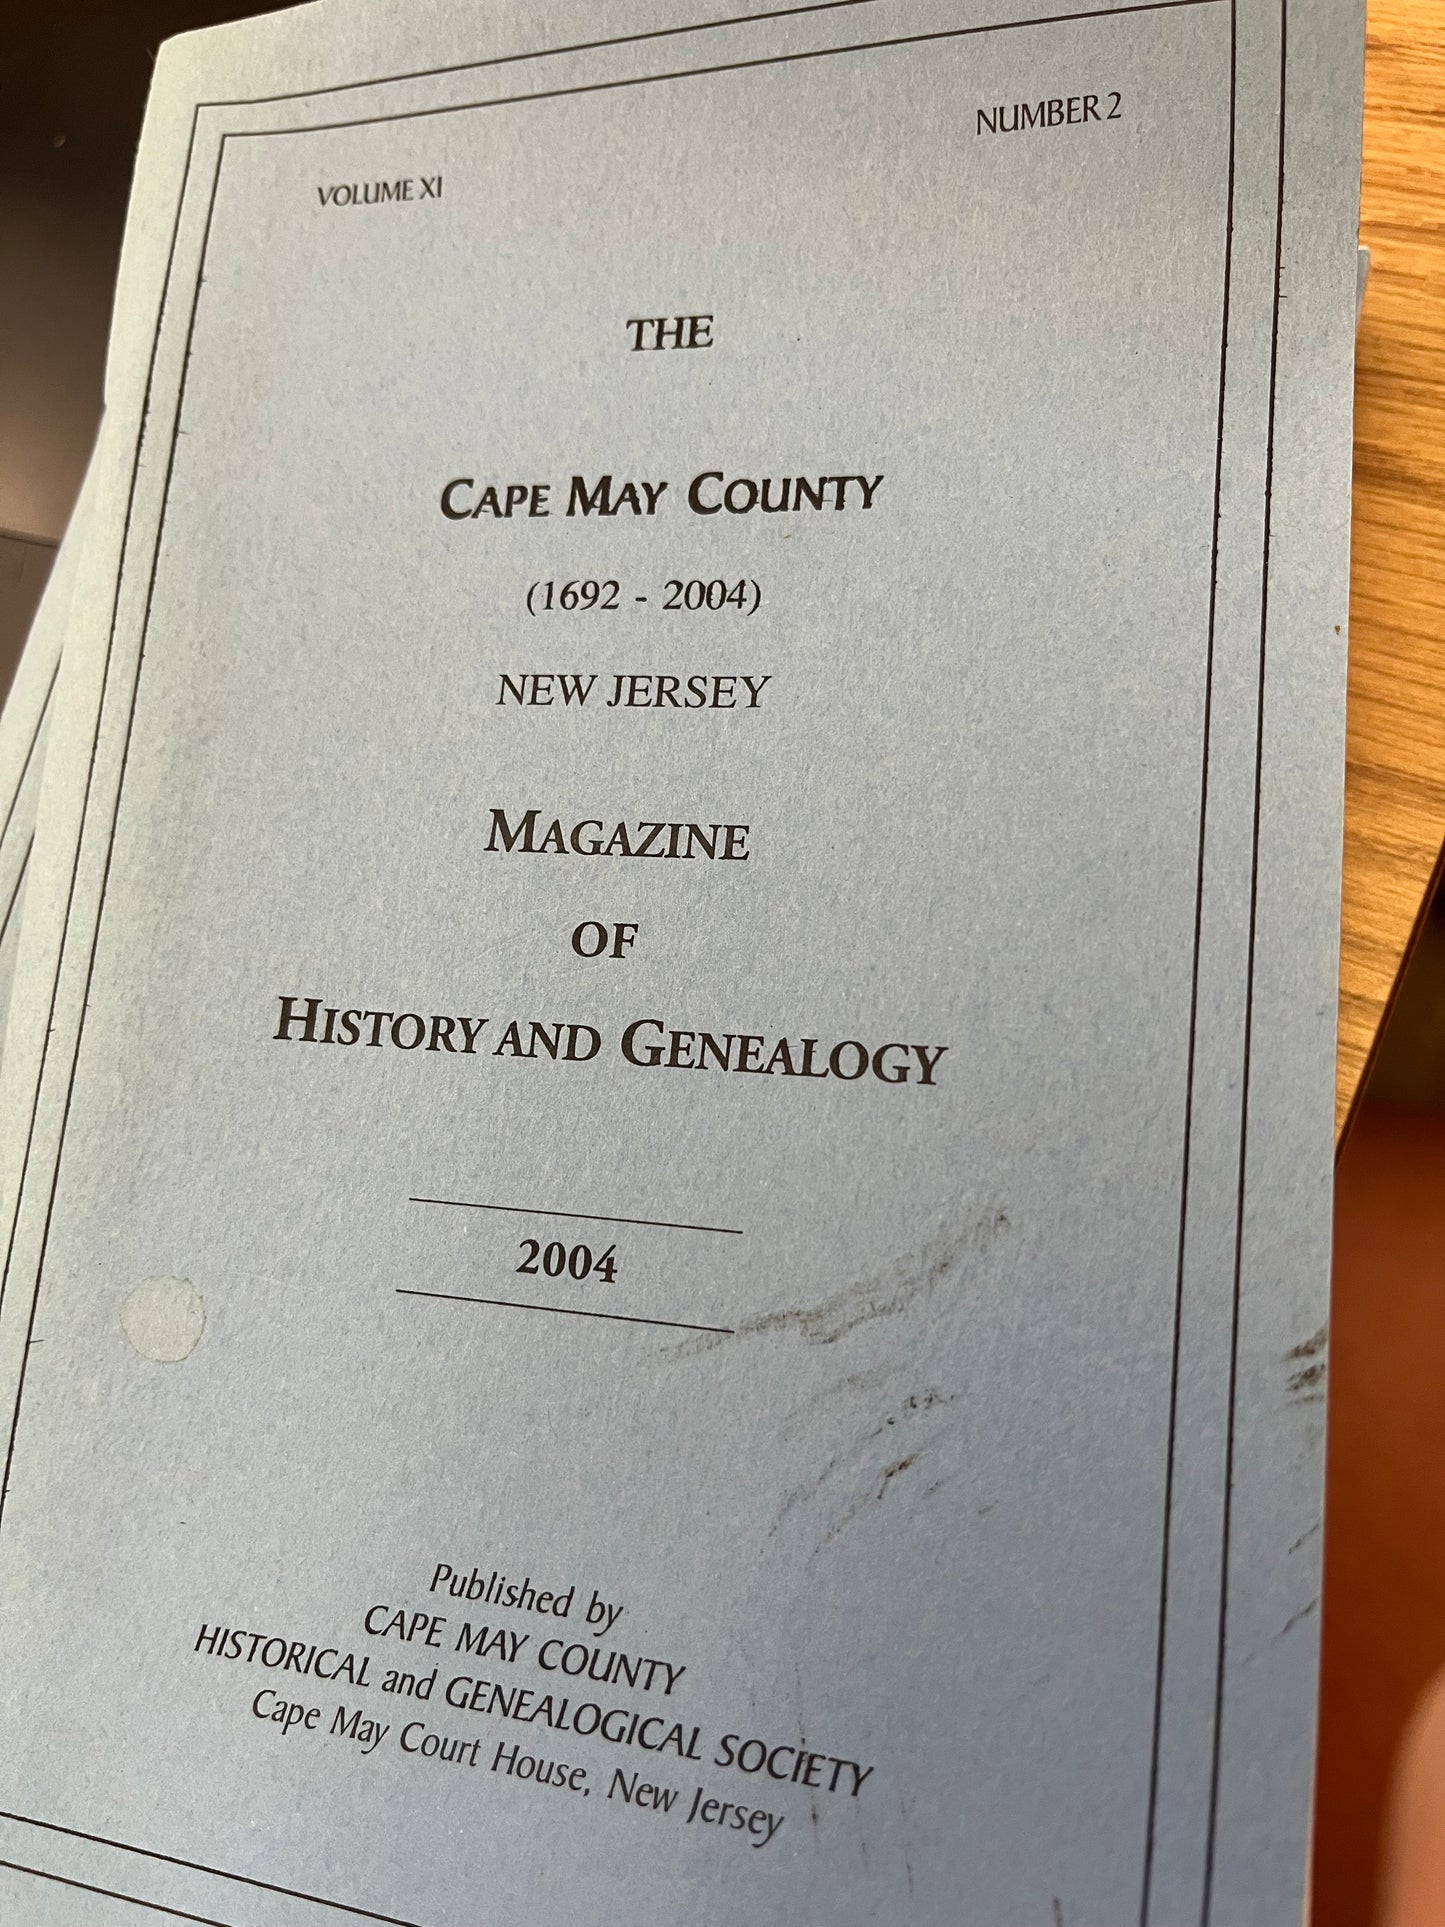 VOLUME XI
NUMBER 2
THE
CAPE MAY COUNTY
(1692 - 2004)
NEW JERSEY
MAGAZINE
OF
HISTORY AND GENEALOGY
2004
Published by
CAPE MAY COUNTY
HISTORICAL and GENEALOGICAL SOCIETY
Cape May Court House, New Jersey